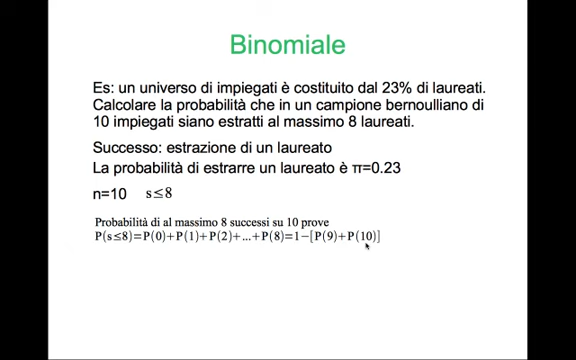 Binomiale
Es: un universo di impiegati è costituito dal 23% di laureati.
Calcolare la probabilità che in un campione bernoulliano di
10 impiegati siano estratti al massimo 8 laureati.
Successo: estrazione di un laureato
La probabilità di estrarre un laureato è π=0.23
n=10 s≤8
Probabilità di al massimo 8 successi su 10 prove
P(s≤8)=P(0)+P(1)+P(2)+...+P(8)=1−[P(9)+P(10)]